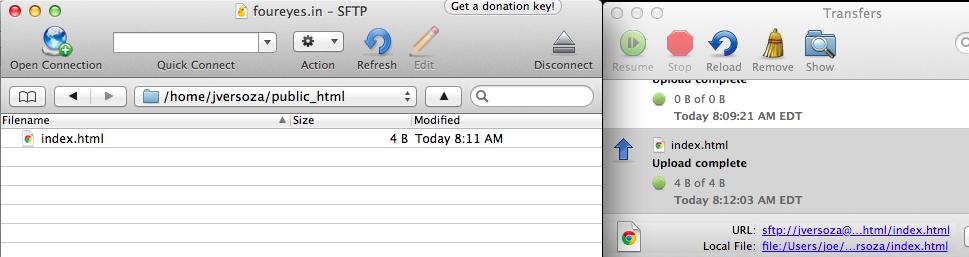 foureyes.in – SFTP
Get a donation key!
Open Connection
Quick Connect
Action
Refresh
Edit
Disconnect
/home/jversoza/public_html
Filename Size Modified
index.html 4 B Today 8:11 AM
Transfers
Resume Stop Reload Remove Show
Upload complete
0 B of 0 B
Today 8:09:21 AM EDT
index.html
Upload complete
4 B of 4 B
Today 8:12:03 AM EDT
URL: sftp://jversoza@...html/index.html
Local File: file:/Users/joe/...rsoza/index.html